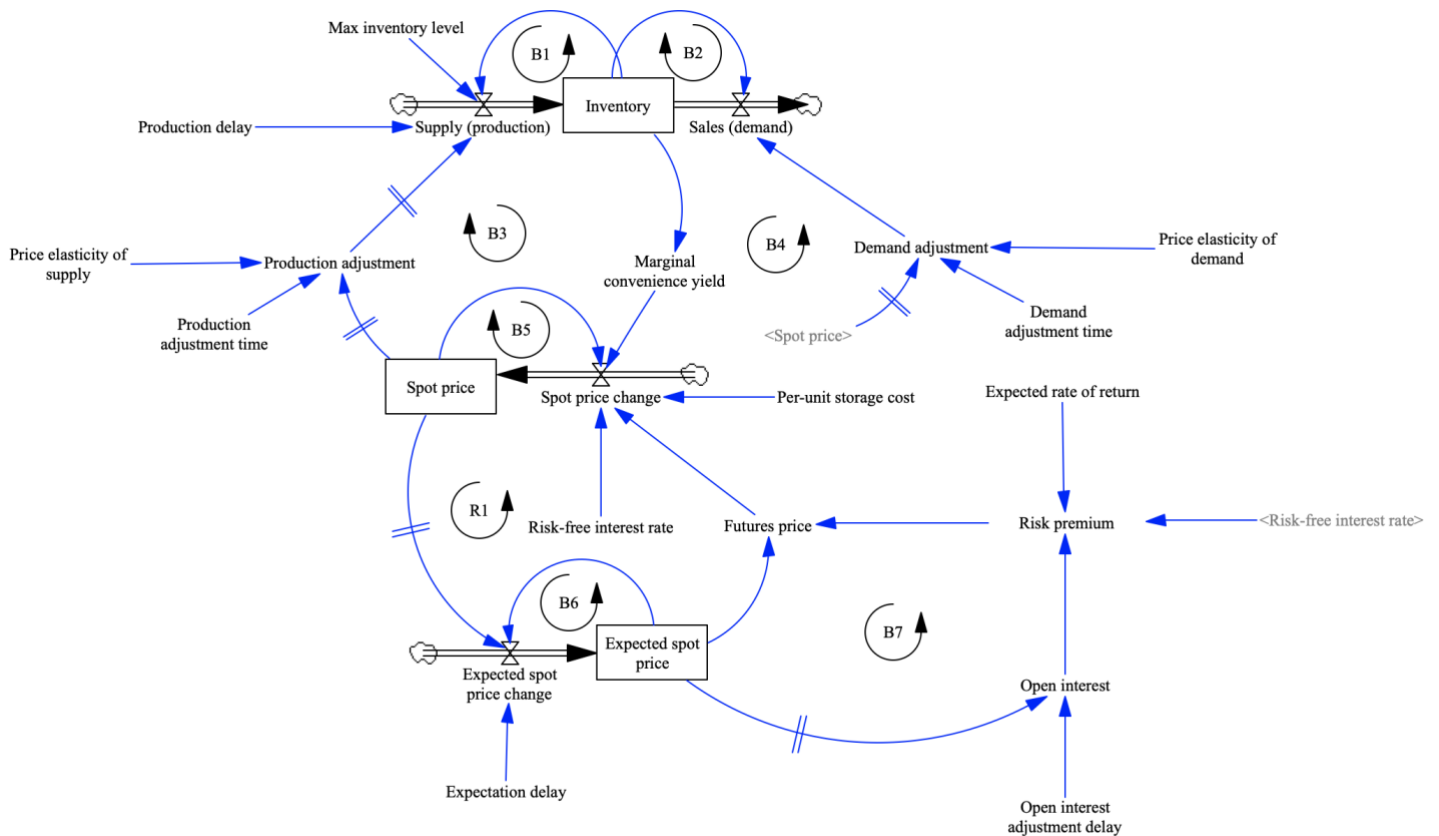 Max inventory level
B1
B2
Inventory
Production delay
Supply (production)
Sales (demand)
B3
B4
Price elasticity of
supply
Production adjustment
Marginal
convenience yield
Demand adjustment
Price elasticity of
demand
Production
adjustment time
B5
<Spot price>
Demand
adjustment time
Spot price
Spot price change
Per-unit storage cost
Expected rate of return
R1
Risk-free interest rate
Futures price
Risk premium
<Risk-free interest rate>
B6
B7
Expected spot
price
Expected spot
price change
Open interest
Expectation delay
Open interest
adjustment delay